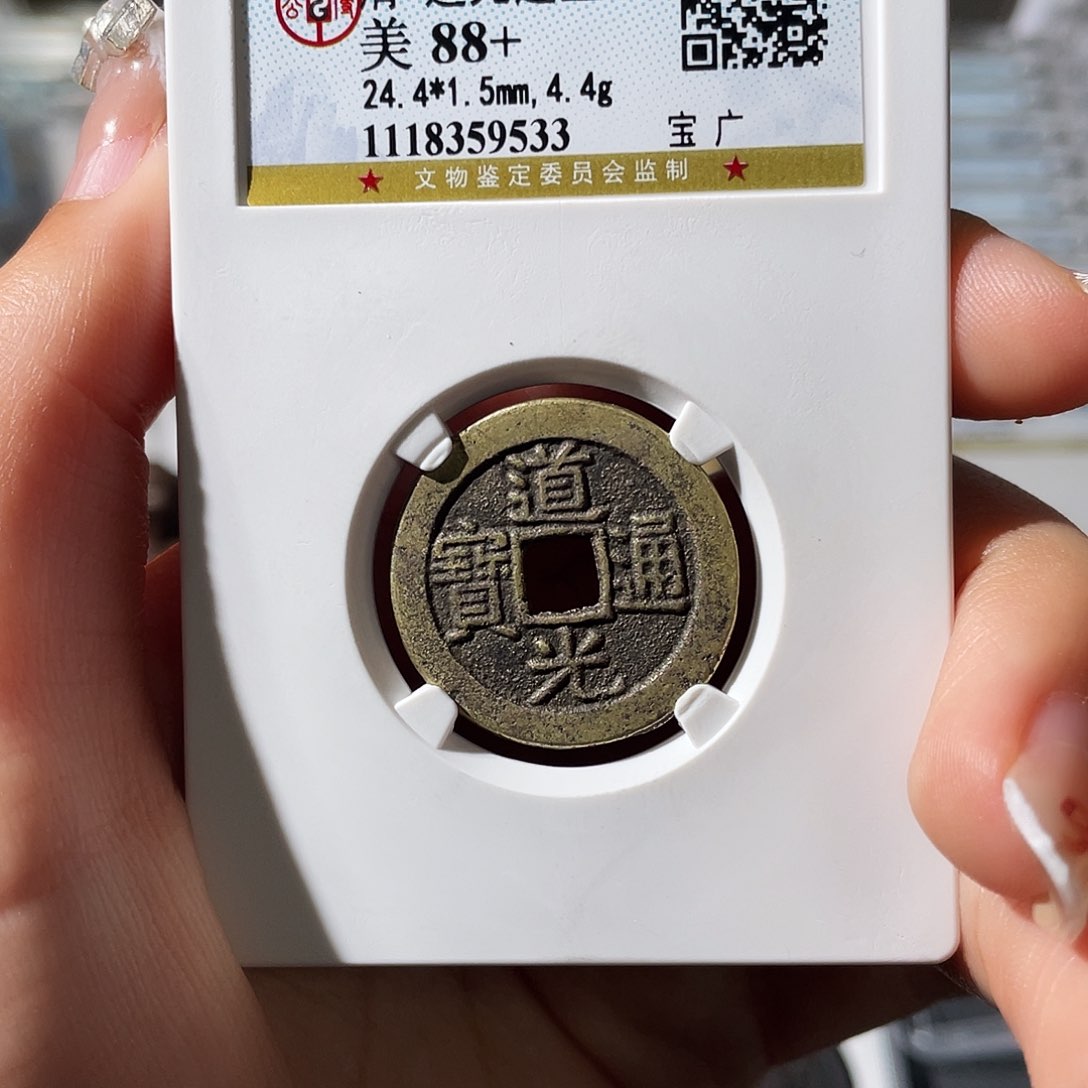 美 88+
24.4*1.5mm,4.4g
1118359533 宝 广
★ 文物鉴定委员会监制 ★
道
寶 通
光